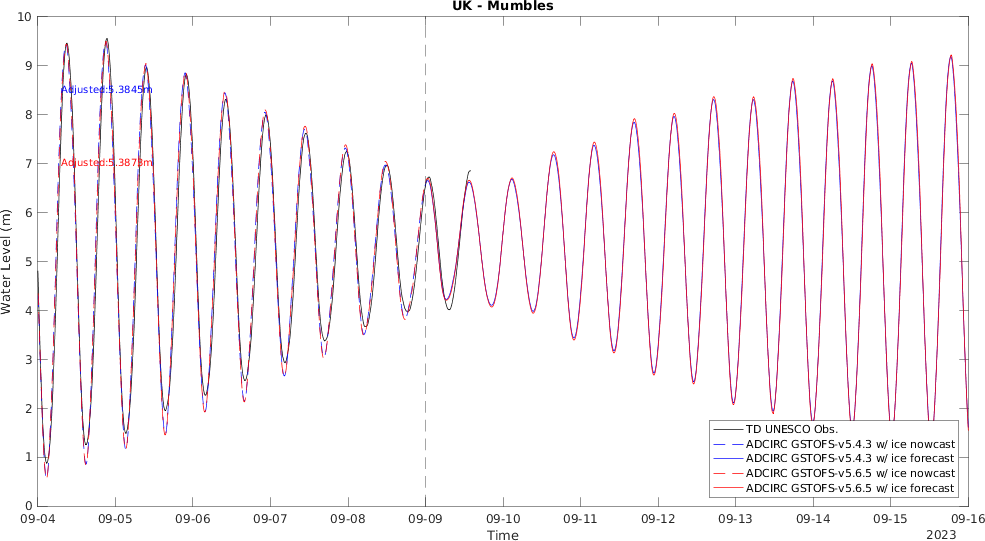 UK - Mumbles
10
9
8
7
6
5
4
3
2
1
0
Water Level (m)
Adjusted:5.3845m
Adjusted:5.3873m
TD UNESCO Obs.
ADCIRC GSTOFS-v5.4.3 w/ ice nowcast
ADCIRC GSTOFS-v5.4.3 w/ ice forecast
ADCIRC GSTOFS-v5.6.5 w/ ice nowcast
ADCIRC GSTOFS-v5.6.5 w/ ice forecast
09-04 09-05 09-06 09-07 09-08 09-09 09-10 09-11 09-12 09-13 09-14 09-15 09-16
Time
2023